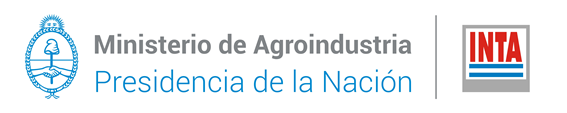 Ministerio de Agroindustria
Presidencia de la Nación
INTA